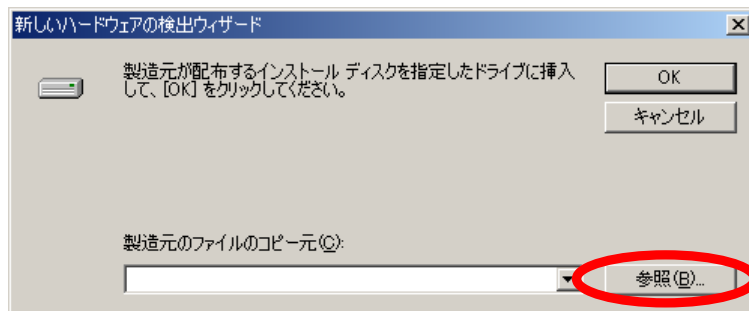 新しいハードウェアの検出ウィザード
製造元が配布するインストール ディスクを指定したドライブに挿入
して、[OK] をクリックしてください。
OK
キャンセル
製造元のファイルのコピー元(C):
参照(B)...